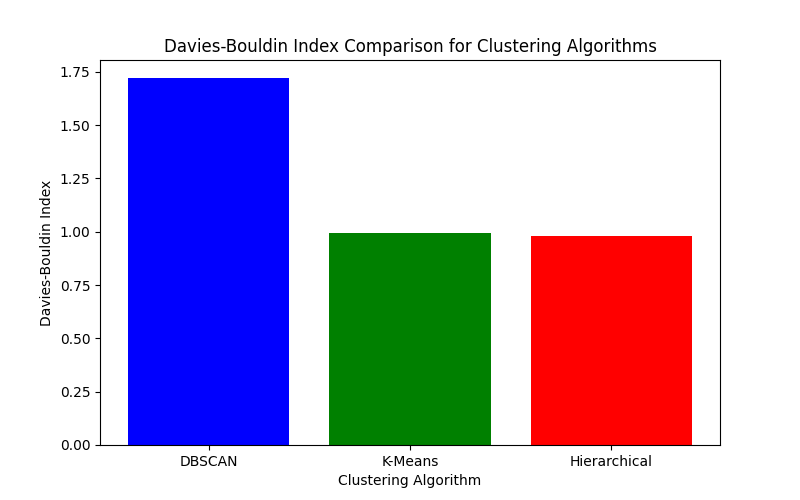 Davies-Bouldin Index Comparison for Clustering Algorithms
Davies-Bouldin Index
1.75
1.50
1.25
1.00
0.75
0.50
0.25
0.00
DBSCAN K-Means Hierarchical
Clustering Algorithm